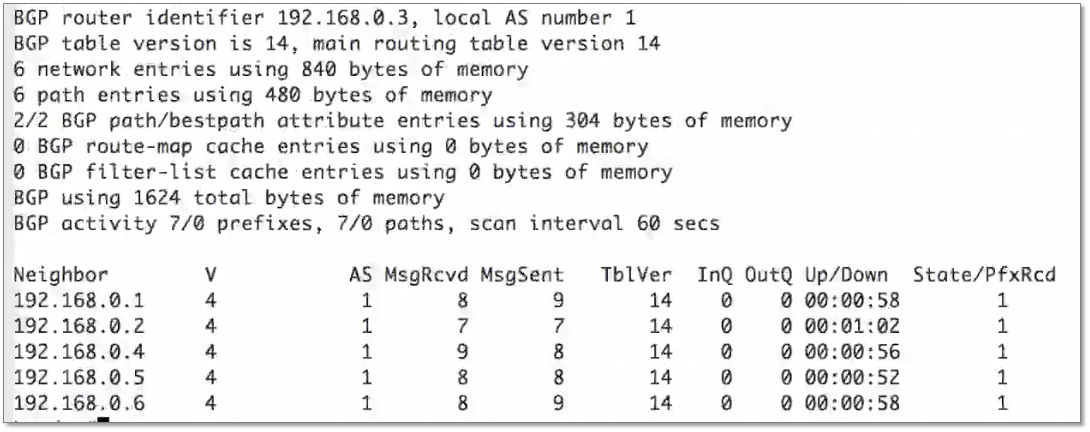 BGP router identifier 192.168.0.3, local AS number 1
BGP table version is 14, main routing table version 14
6 network entries using 840 bytes of memory
6 path entries using 480 bytes of memory
2/2 BGP path/bestpath attribute entries using 304 bytes of memory
0 BGP route-map cache entries using 0 bytes of memory
0 BGP filter-list cache entries using 0 bytes of memory
BGP using 1624 total bytes of memory
BGP activity 7/0 prefixes, 7/0 paths, scan interval 60 secs
Neighbor V AS MsgRcvd MsgSent TblVer InQ OutQ Up/Down State/PfxRcd
192.168.0.1 4 1 8 9 14 0 0 00:00:58 1
192.168.0.2 4 1 7 7 14 0 0 00:01:02 1
192.168.0.4 4 1 9 8 14 0 0 00:00:56 1
192.168.0.5 4 1 8 8 14 0 0 00:00:52 1
192.168.0.6 4 1 8 9 14 0 0 00:00:58 1